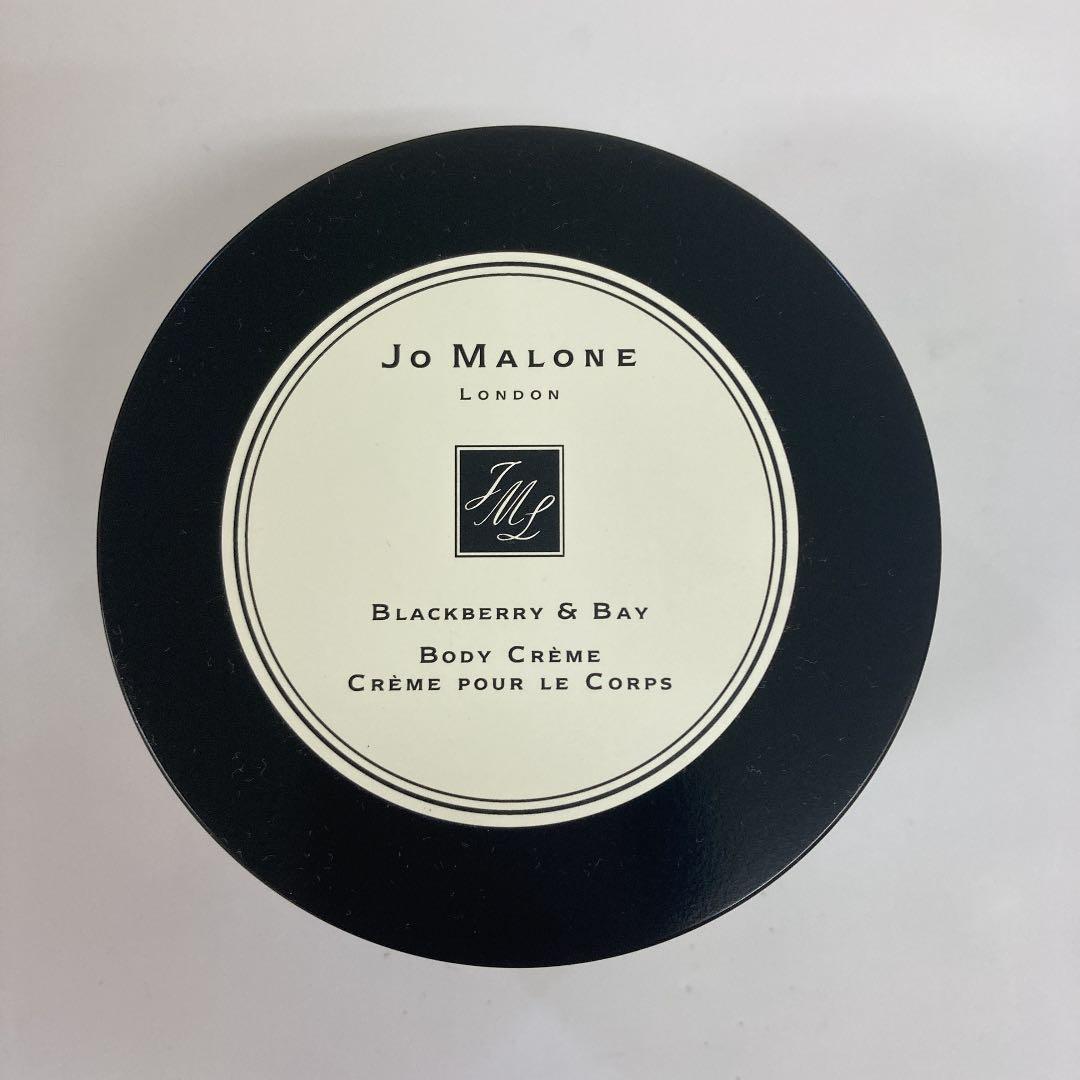 Jo Malone
London
JML
Blackberry & Bay
Body Crème
Crème pour le Corps